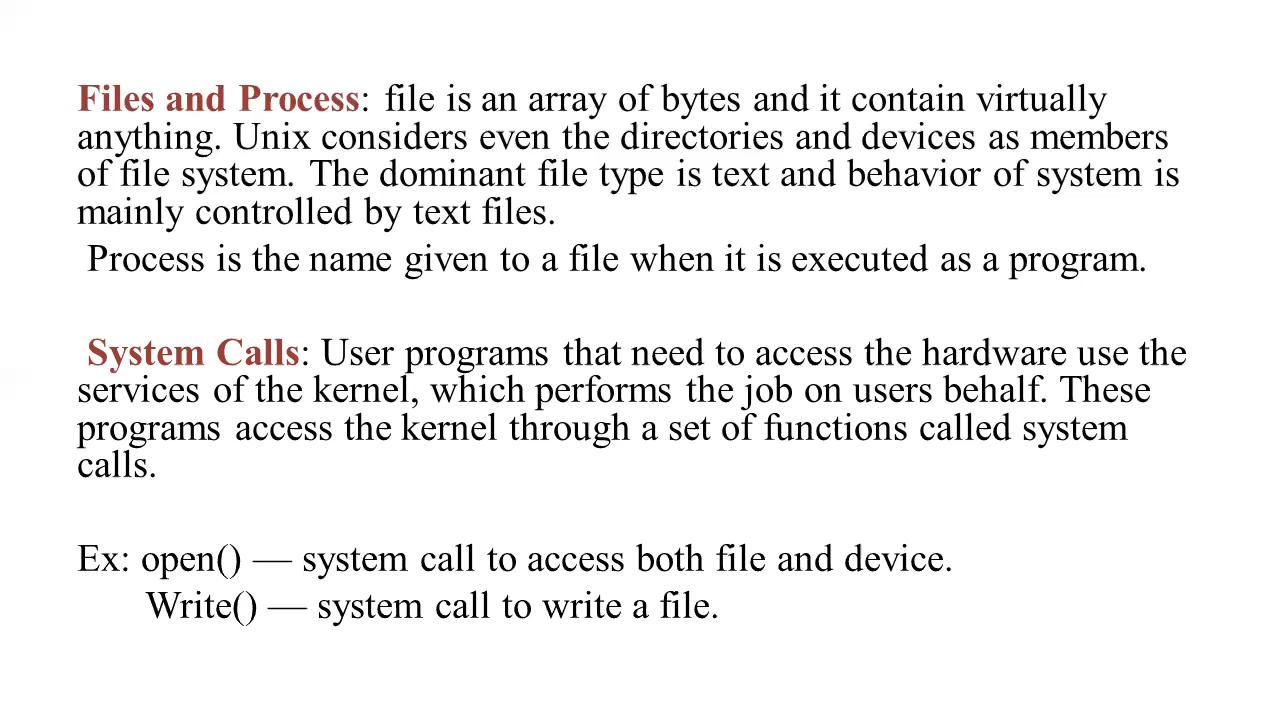 Files and Process: file is an array of bytes and it contain virtually
anything. Unix considers even the directories and devices as members
of file system. The dominant file type is text and behavior of system is
mainly controlled by text files.
Process is the name given to a file when it is executed as a program.
System Calls: User programs that need to access the hardware use the
services of the kernel, which performs the job on users behalf. These
programs access the kernel through a set of functions called system
calls.
Ex: open() — system call to access both file and device.
Write() — system call to write a file.